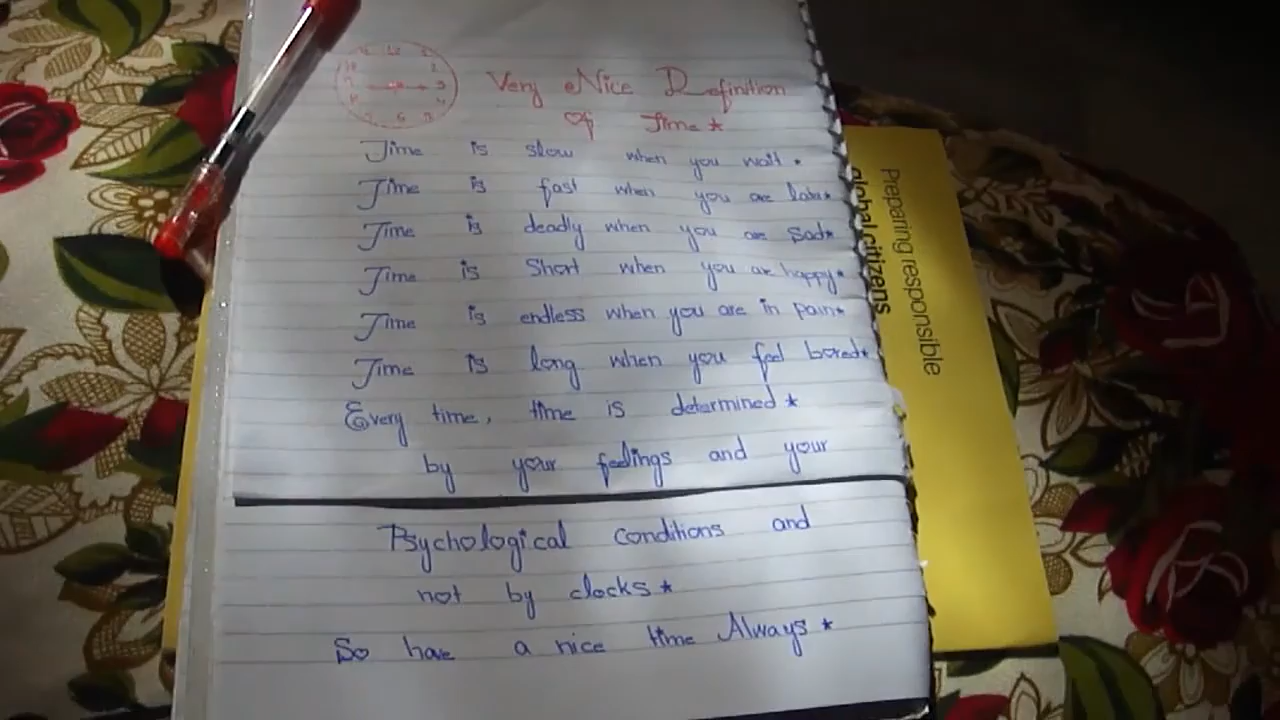 Very Nice Definition
Of Time★
Time is slow when you wait.
Time is fast when you are late★
Time is deadly when you are sad★
Time is Short when you are happy★
Time is endless when you are in pain★
Time is long when you feel bored★
Every time, time is determined★
by your feelings and your
Psychological conditions and
not by clocks★
So have a nice time Always★
Preparing responsible
global citizens